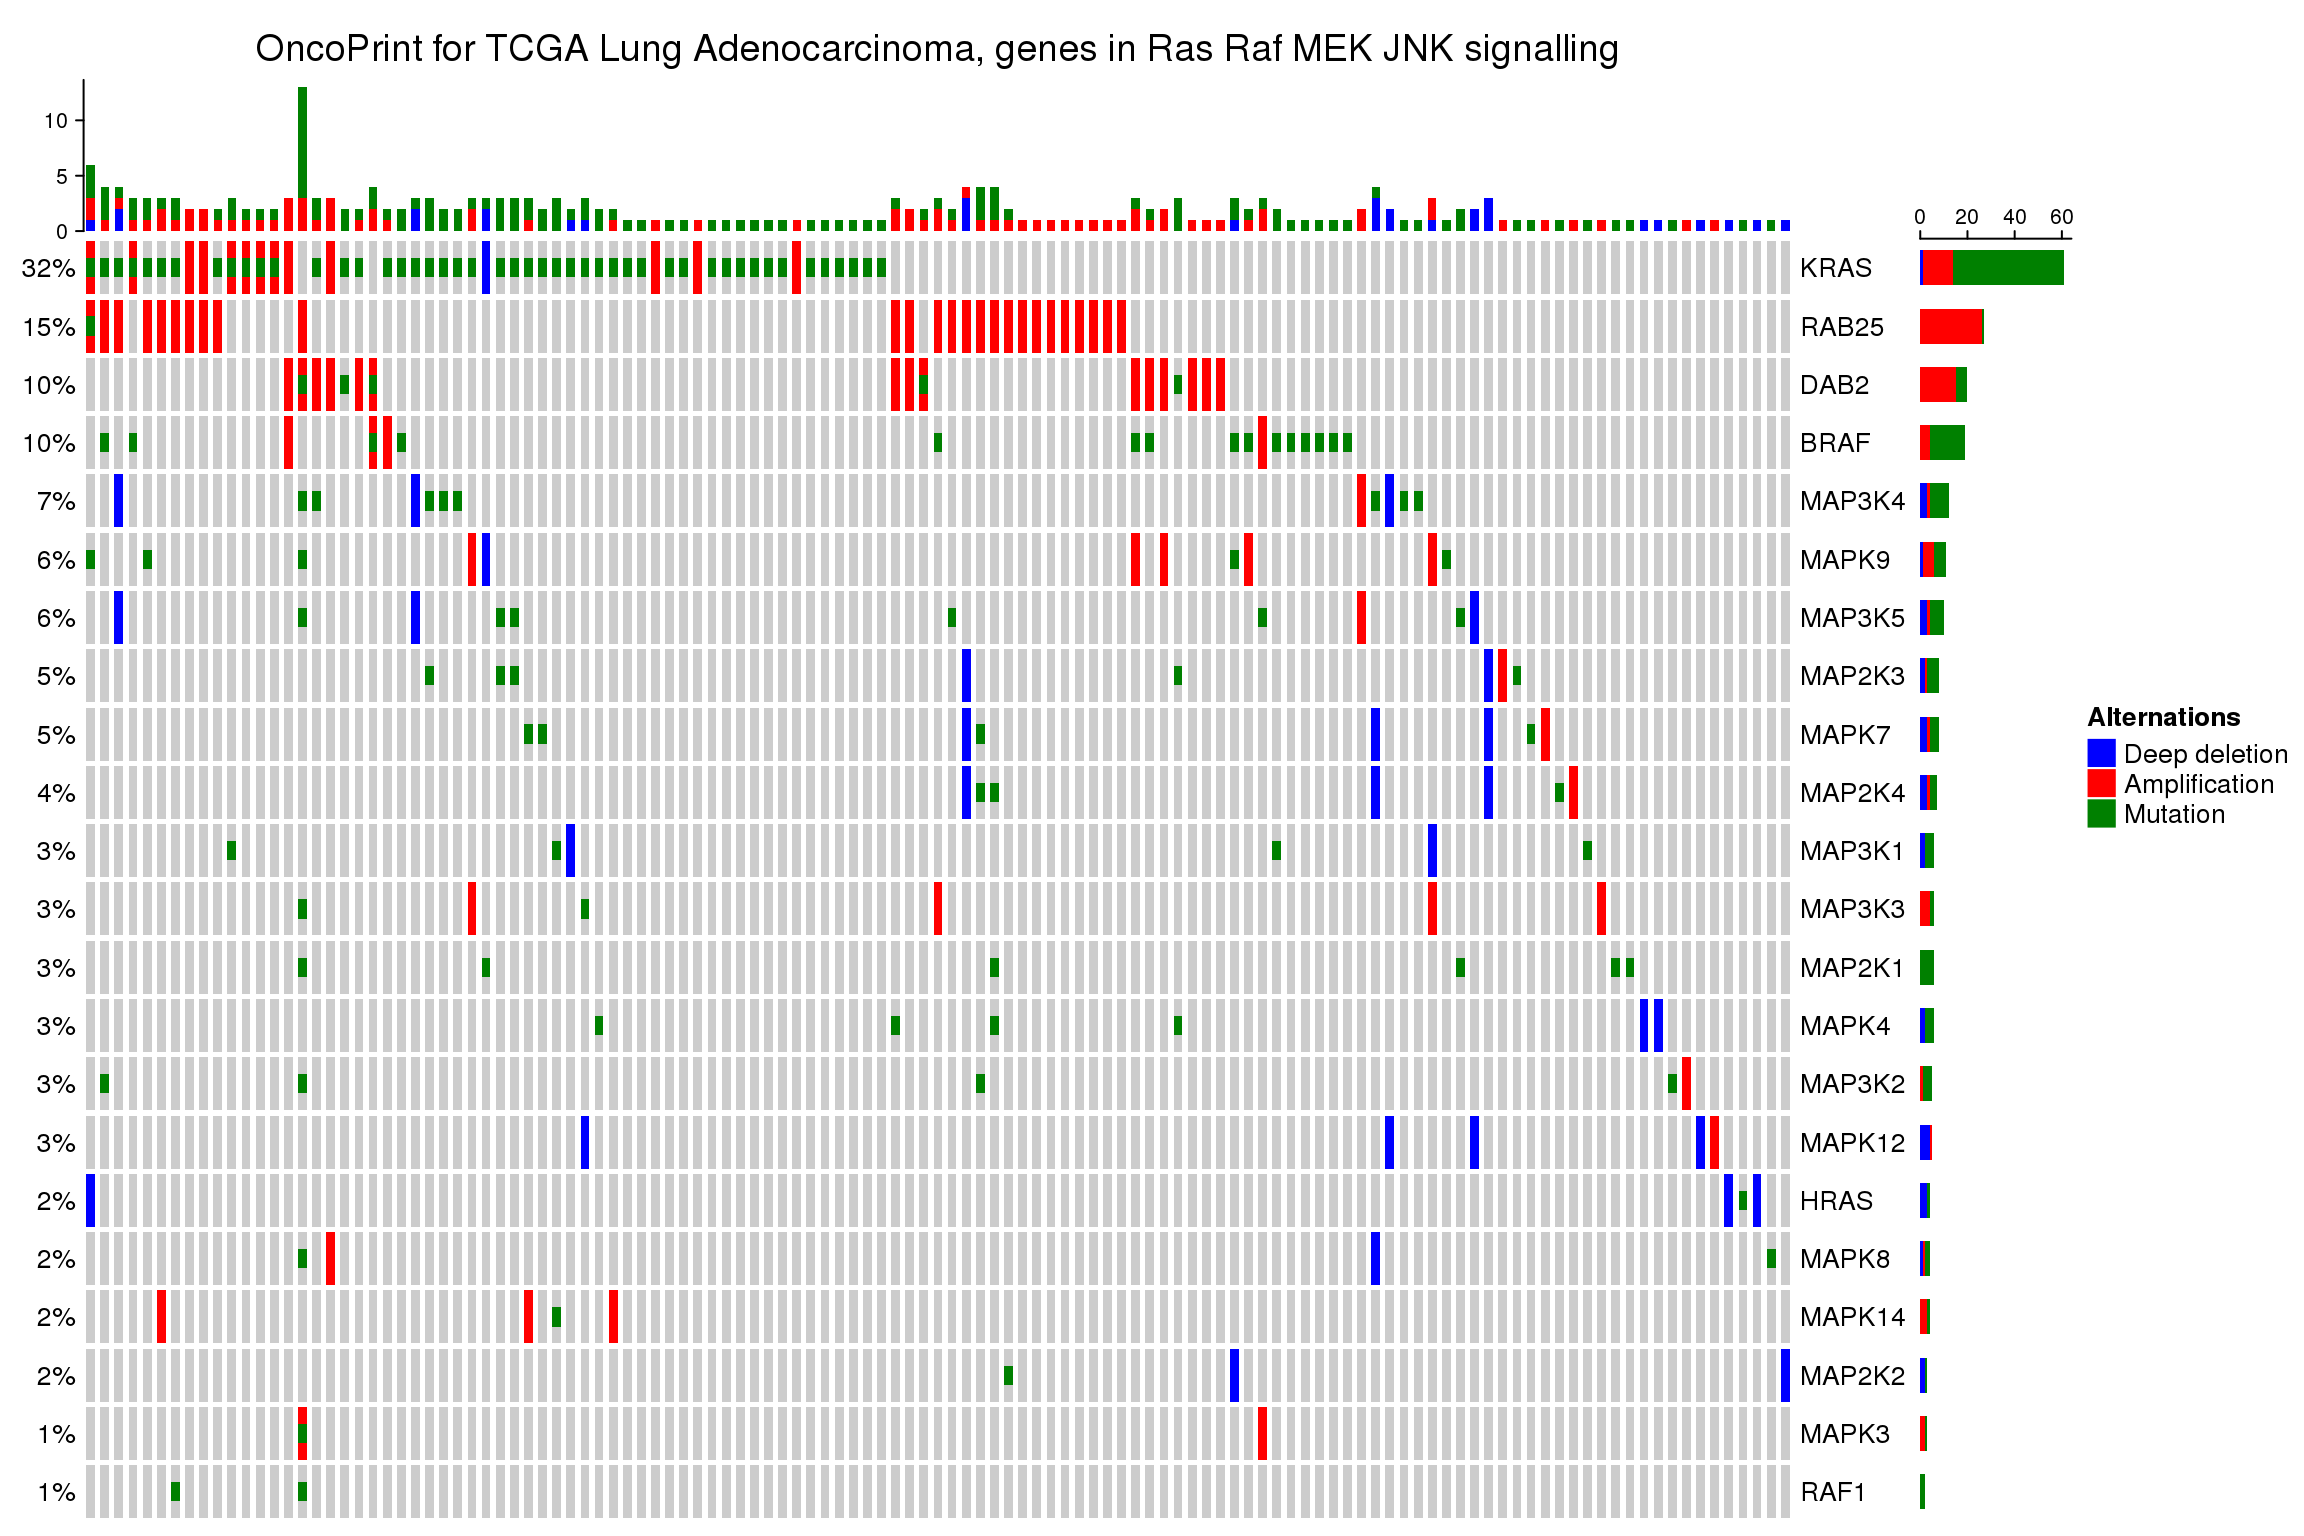 OncoPrint for TCGA Lung Adenocarcinoma, genes in Ras Raf MEK JNK signalling
10
5
0
0 20 40 60
32% KRAS
15% RAB25
10% DAB2
10% BRAF
7% MAP3K4
6% MAPK9
6% MAP3K5
5% MAP2K3
5% MAPK7
4% MAP2K4
3% MAP3K1
3% MAP3K3
3% MAP2K1
3% MAPK4
3% MAP3K2
3% MAPK12
2% HRAS
2% MAPK8
2% MAPK14
2% MAP2K2
1% MAPK3
1% RAF1
Alternations
Deep deletion
Amplification
Mutation